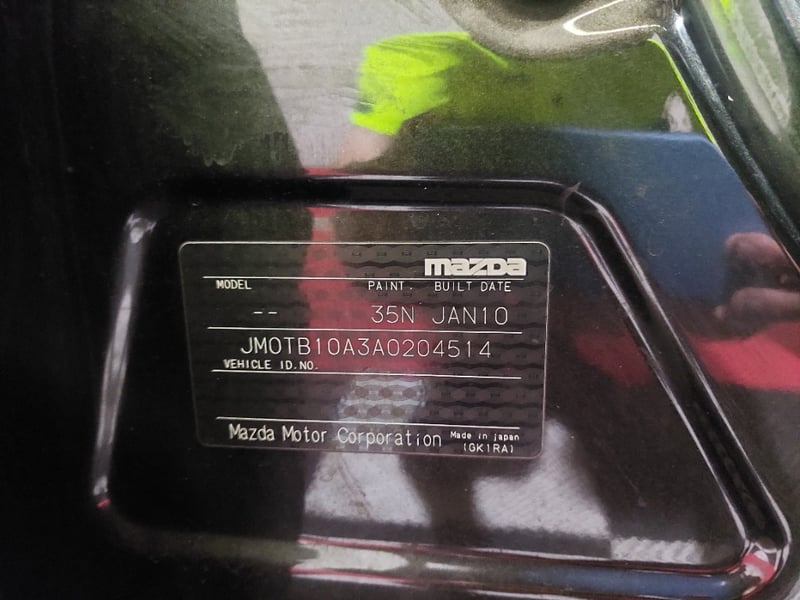 mazda
MODEL PAINT. BUILT DATE
-- 35N JAN10
JM0TB10A3A0204514
VEHICLE ID.NO.
Mazda Motor Corporation Made in japan
(GK1RA)